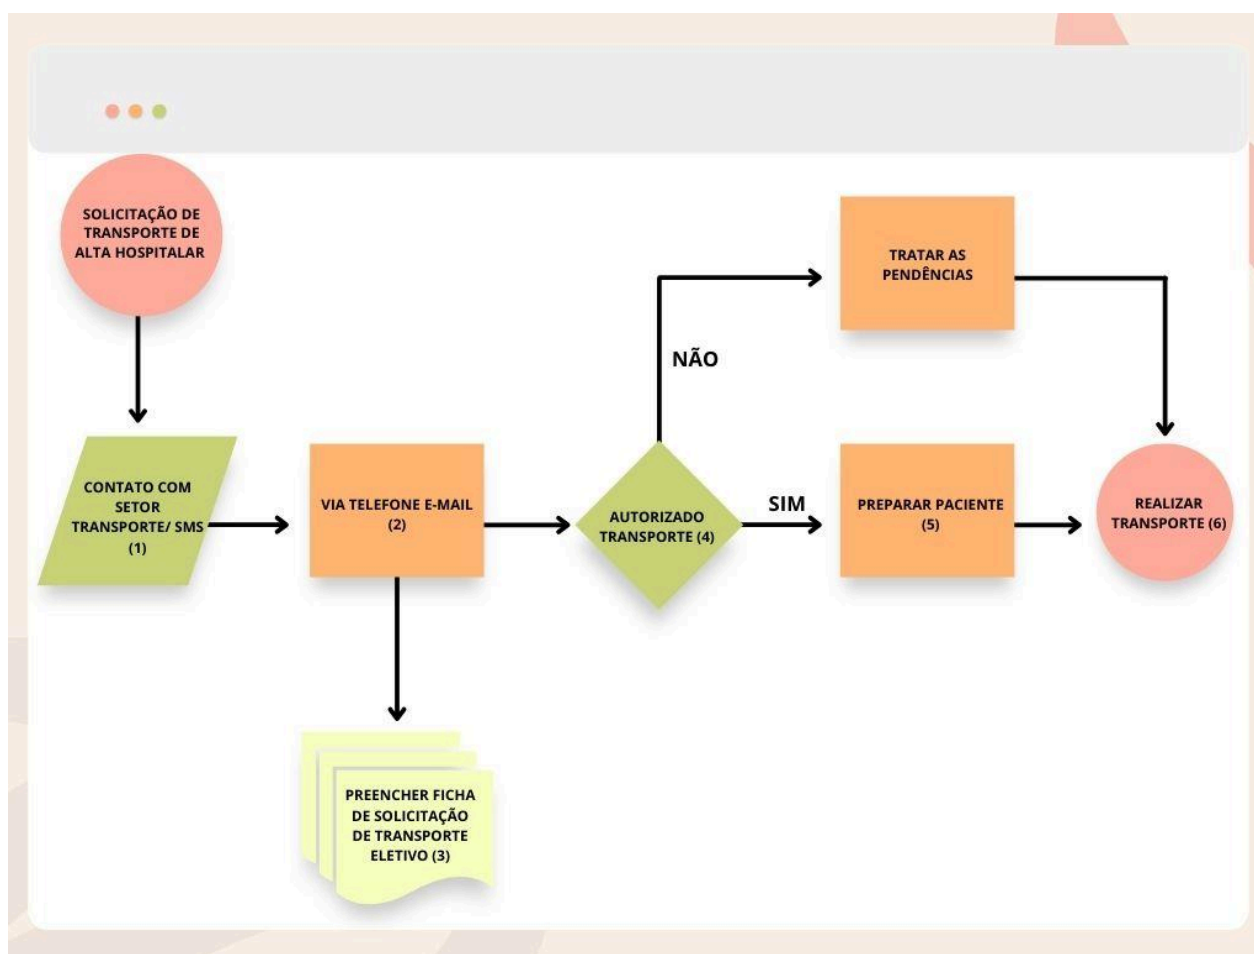 SOLICITAÇÃO DE
TRANSPORTE DE
ALTA HOSPITALAR
TRATAR AS
PENDÊNCIAS
NÃO
CONTATO COM
SETOR
TRANSPORTE/ SMS
(1)
VIA TELEFONE E-MAIL
(2)
AUTORIZADO
TRANSPORTE (4)
SIM
PREPARAR PACIENTE
(5)
REALIZAR
TRANSPORTE (6)
PREENCHER FICHA
DE SOLICITAÇÃO
DE TRANSPORTE
ELETIVO (3)